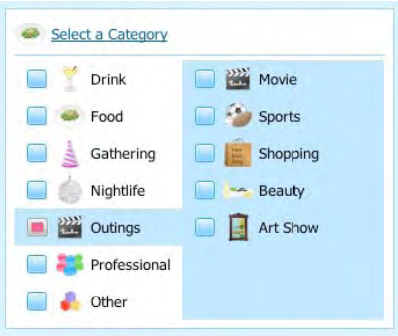 Select a Category
Drink
Food
Gathering
Nightlife
Outings
Professional
Other
Movie
Sports
Shopping
Beauty
Art Show